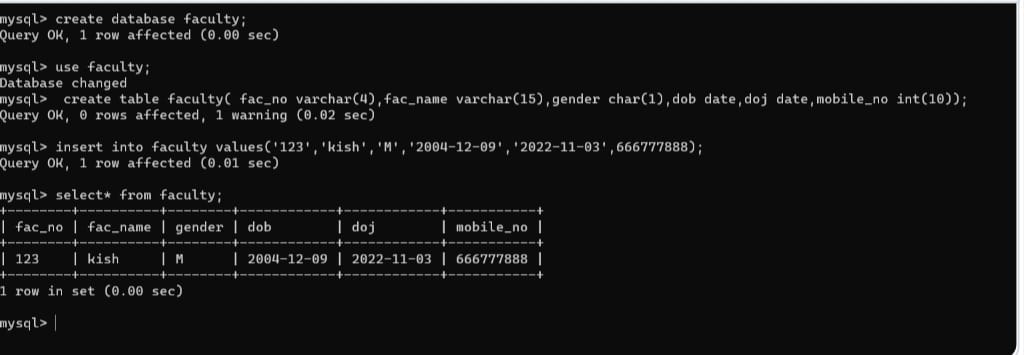 mysql> create database faculty;
Query OK, 1 row affected (0.00 sec)
mysql> use faculty;
Database changed
mysql>  create table faculty( fac_no varchar(4),fac_name varchar(15),gender char(1),dob date,doj date,mobile_no int(10));
Query OK, 0 rows affected, 1 warning (0.02 sec)
mysql> insert into faculty values('123','kish','M','2004-12-09','2022-11-03',666777888);
Query OK, 1 row affected (0.01 sec)
mysql> select* from faculty;
+--------+----------+--------+------------+------------+-----------+
| fac_no | fac_name | gender | dob        | doj        | mobile_no |
+--------+----------+--------+------------+------------+-----------+
| 123    | kish     | M      | 2004-12-09 | 2022-11-03 | 666777888 |
+--------+----------+--------+------------+------------+-----------+
1 row in set (0.00 sec)
mysql>